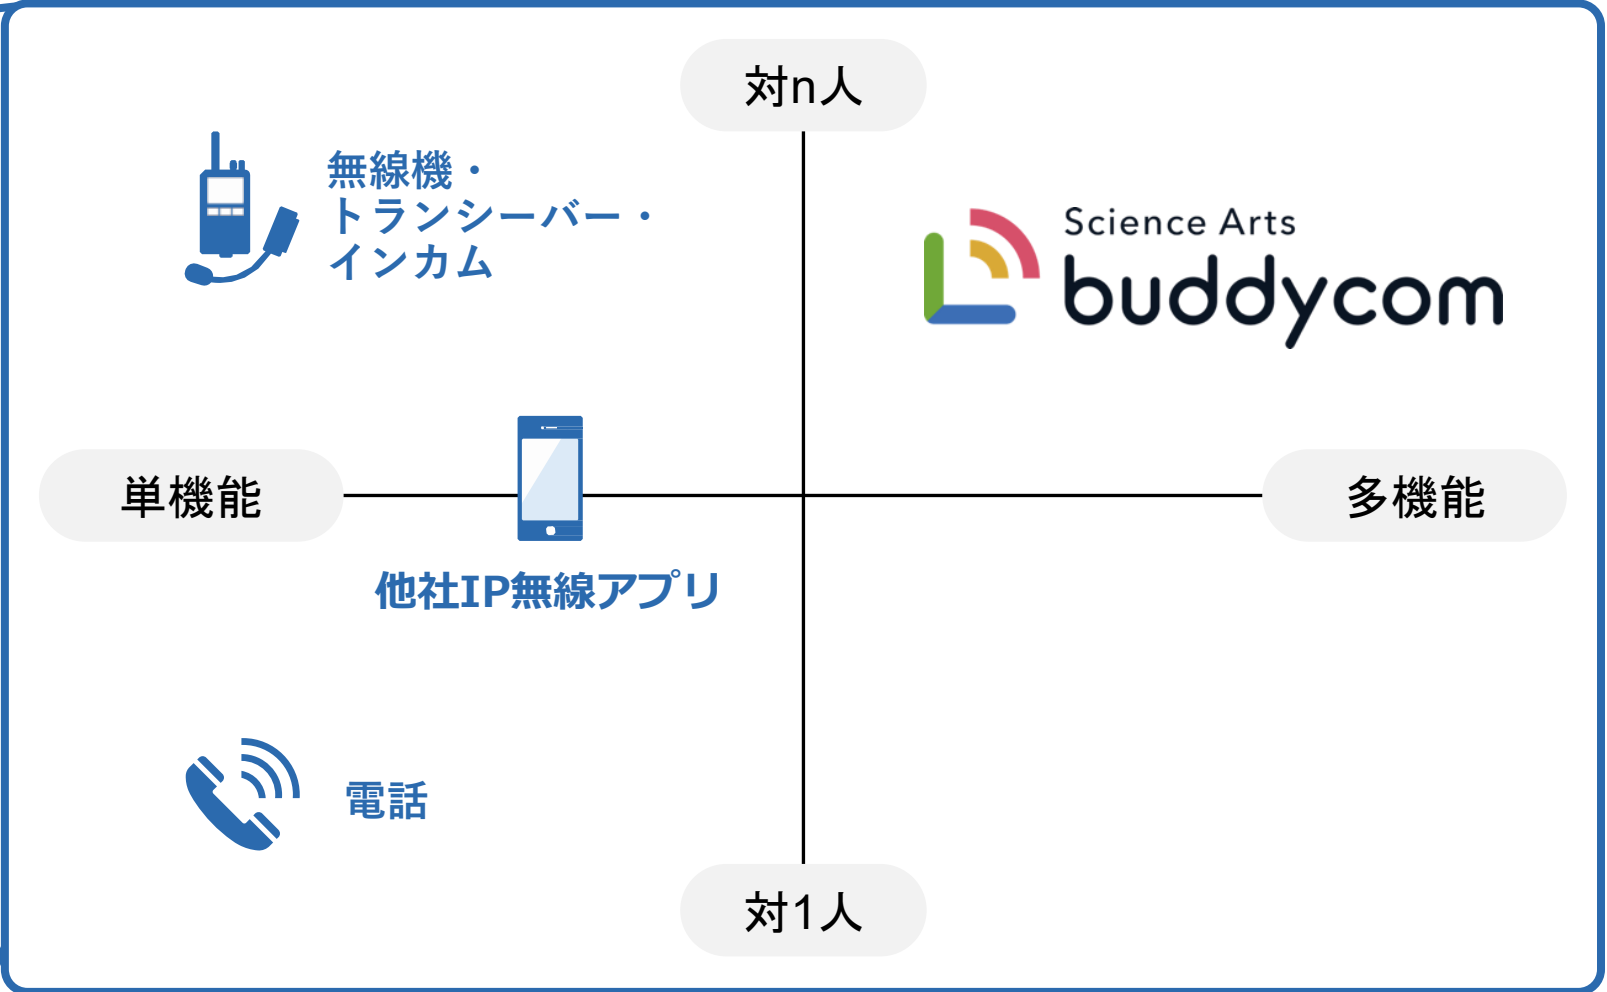 対n人
無線機・
トランシーバー・
インカム
Science Arts
buddycom
単機能
多機能
他社IP無線アプリ
電話
対1人